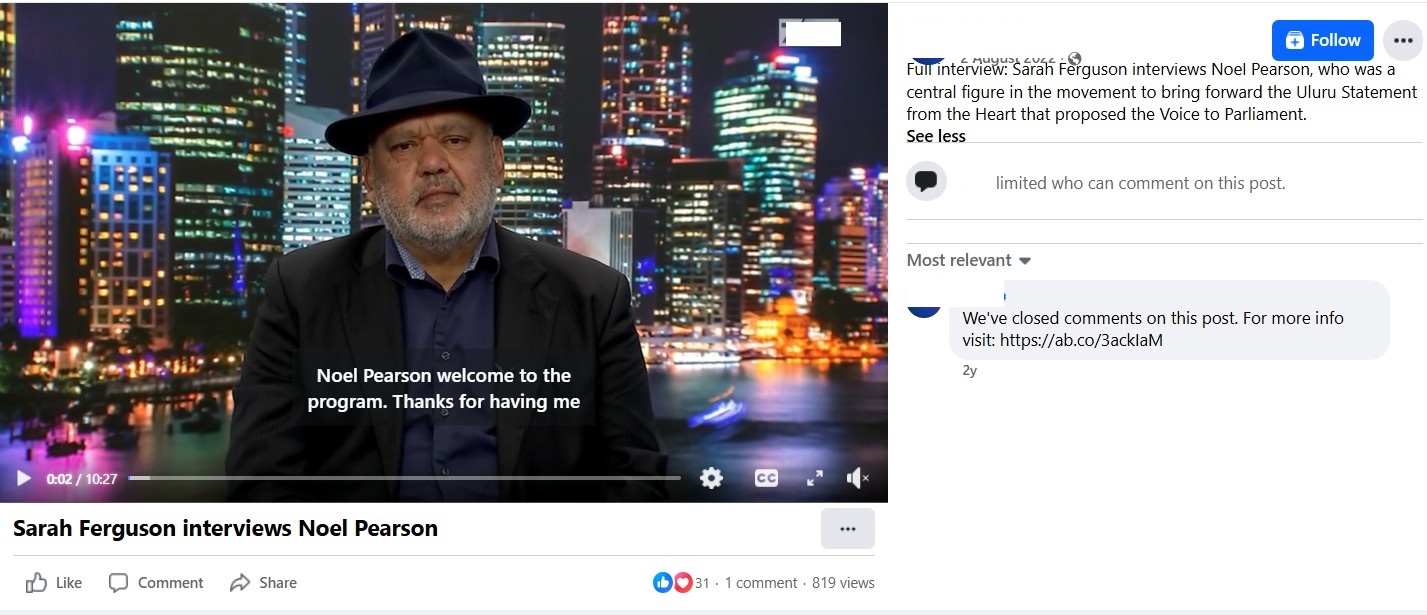 Noel Pearson welcome to the
program. Thanks for having me
0:02 / 10:27
CC
Sarah Ferguson interviews Noel Pearson
Like
Comment
Share
31 · 1 comment · 819 views
Follow
2 August 2022 ·
Full interview: Sarah Ferguson interviews Noel Pearson, who was a
central figure in the movement to bring forward the Uluru Statement
from the Heart that proposed the Voice to Parliament.
See less
limited who can comment on this post.
Most relevant
We've closed comments on this post. For more info
visit: https://ab.co/3ackIaM
2y